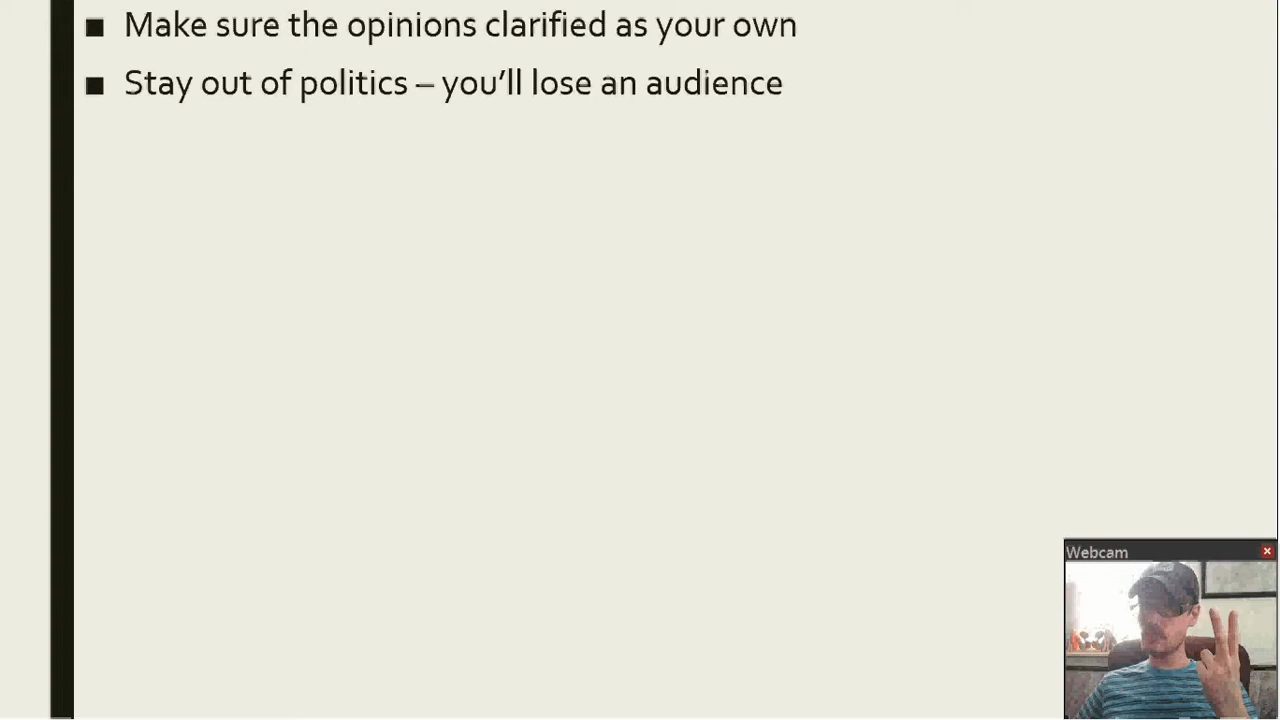 ■ Make sure the opinions clarified as your own
■ Stay out of politics – you’ll lose an audience
Webcam